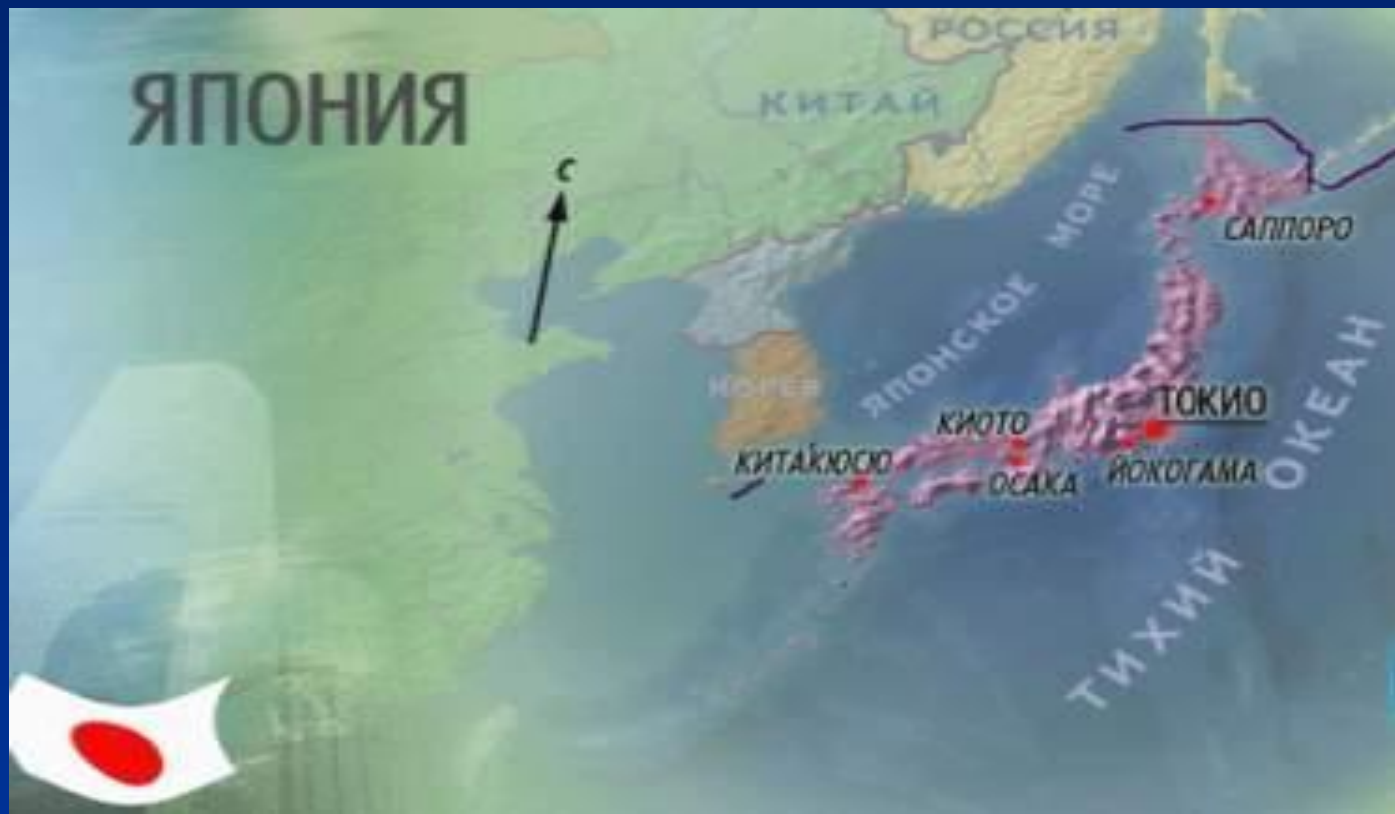 ЯПОНИЯ
РОССИЯ
КИТАЙ
С
ЯПОНСКОЕ МОРЕ
САППОРО
КОРЕЯ
КИОТО
ТОКИО
КИТАКЮСЮ
ОСАКА
ЙОКОГАМА
ТИХИЙ ОКЕАН